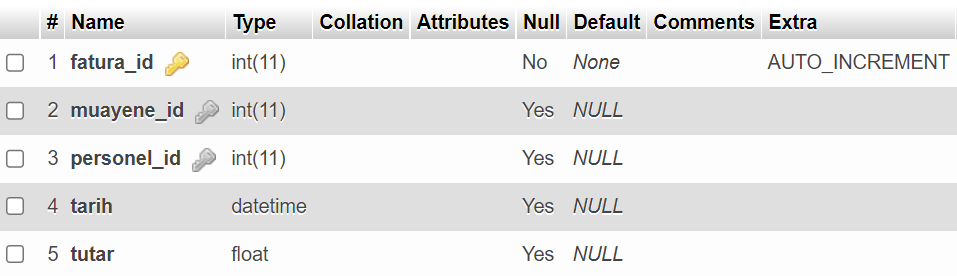 # Name Type Collation Attributes Null Default Comments Extra
1 fatura_id int(11) No None AUTO_INCREMENT
2 muayene_id int(11) Yes NULL
3 personel_id int(11) Yes NULL
4 tarih datetime Yes NULL
5 tutar float Yes NULL